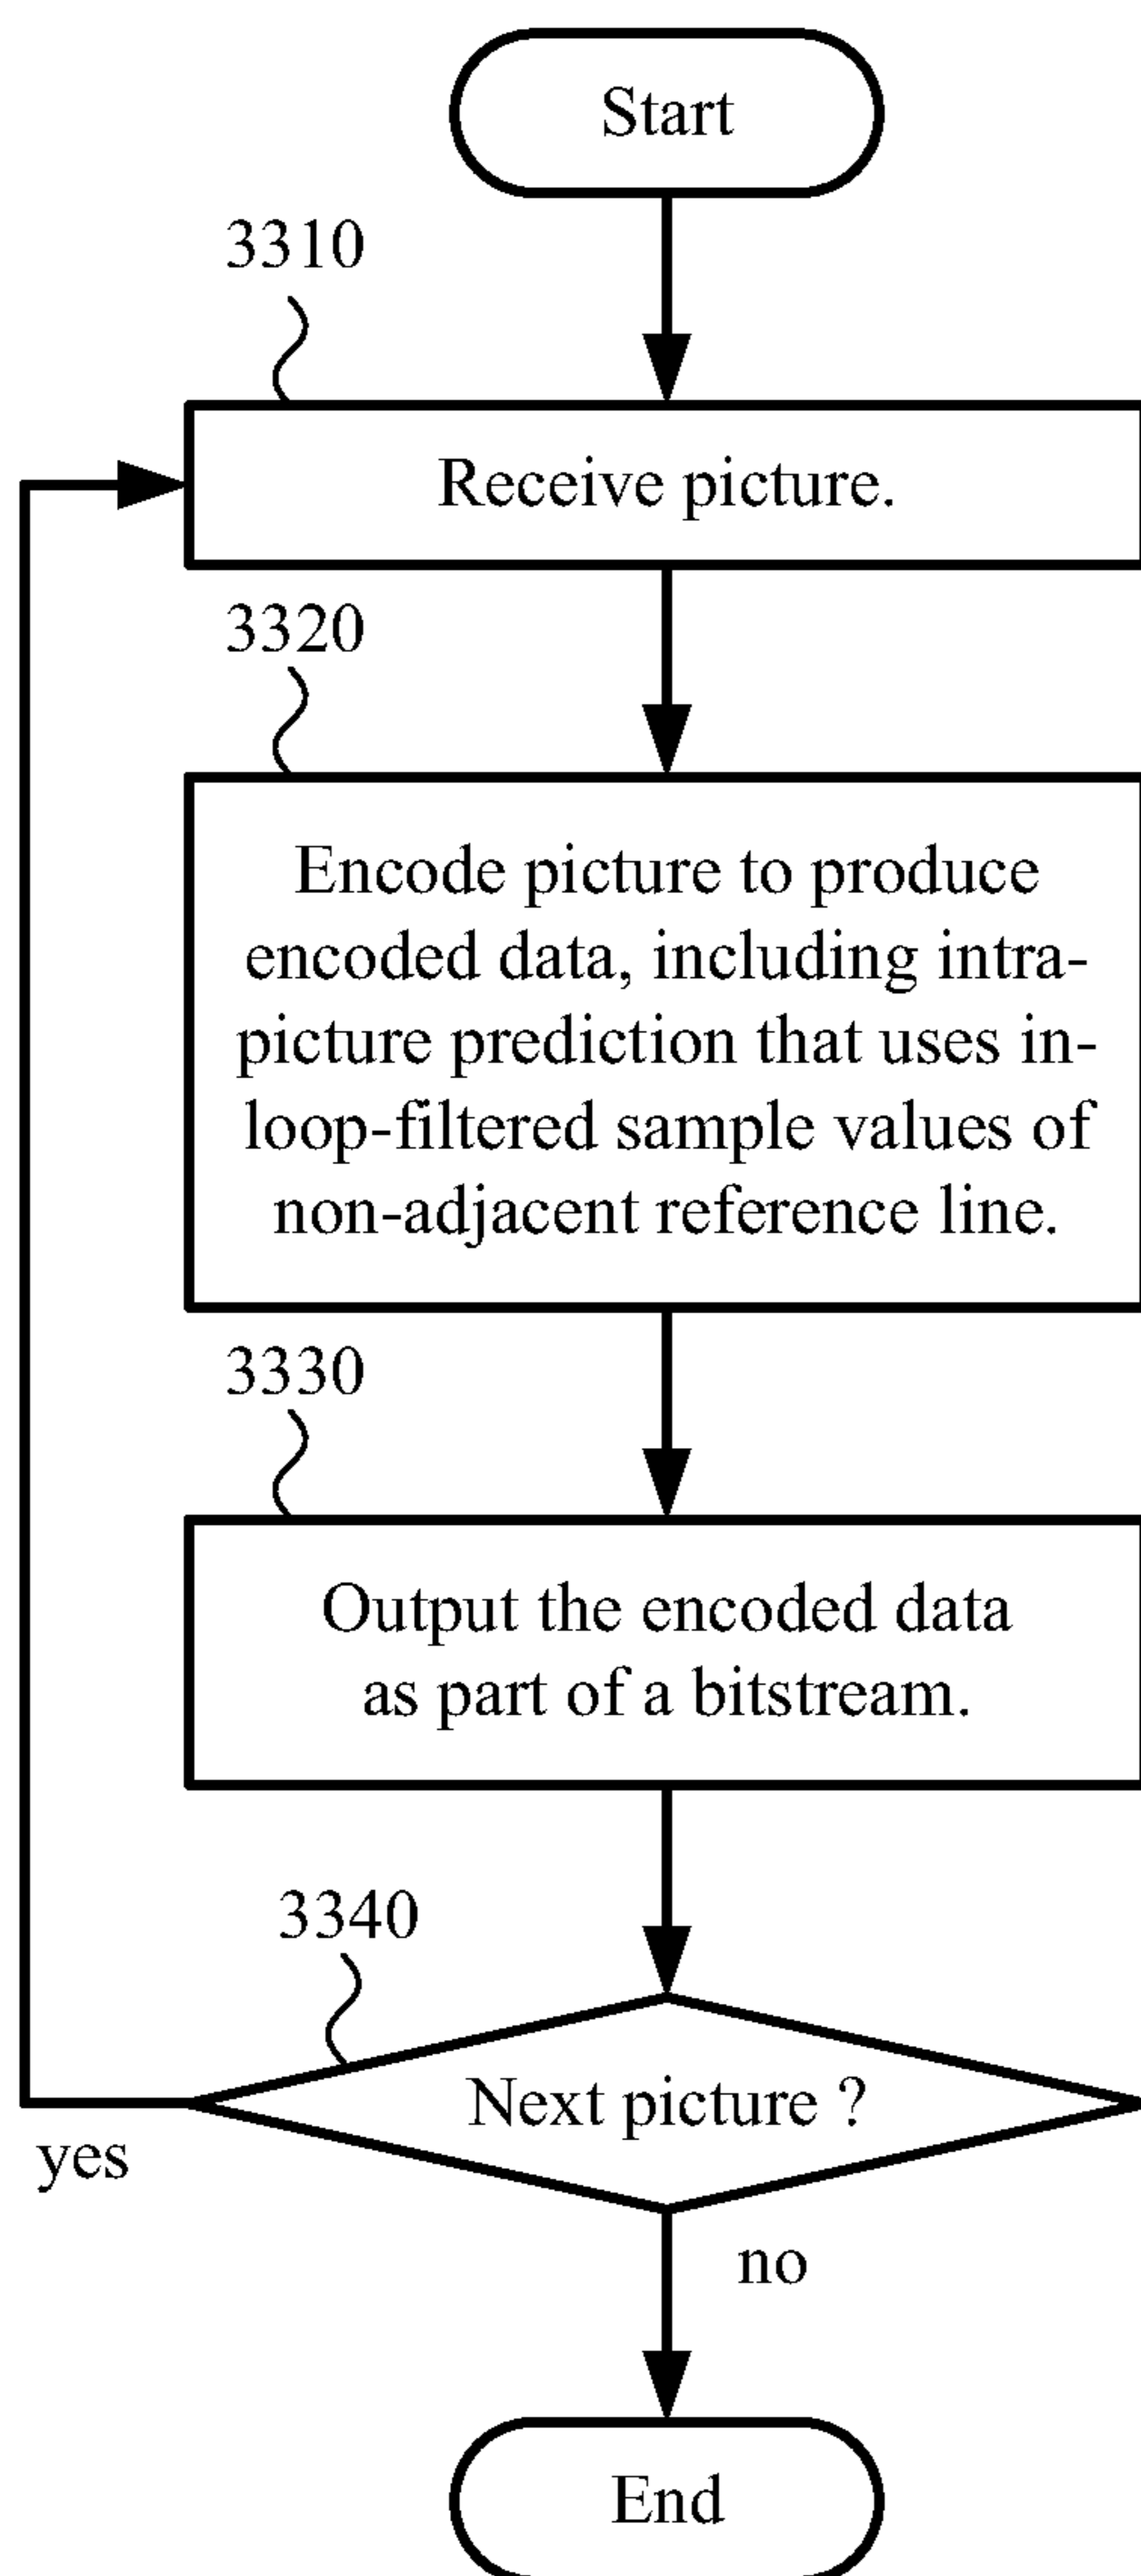 Start
3310
Receive picture.
3320
Encode picture to produce
encoded data, including intra-
picture prediction that uses in-
loop-filtered sample values of
non-adjacent reference line.
3330
Output the encoded data
as part of a bitstream.
3340
Next picture ?
yes
no
End